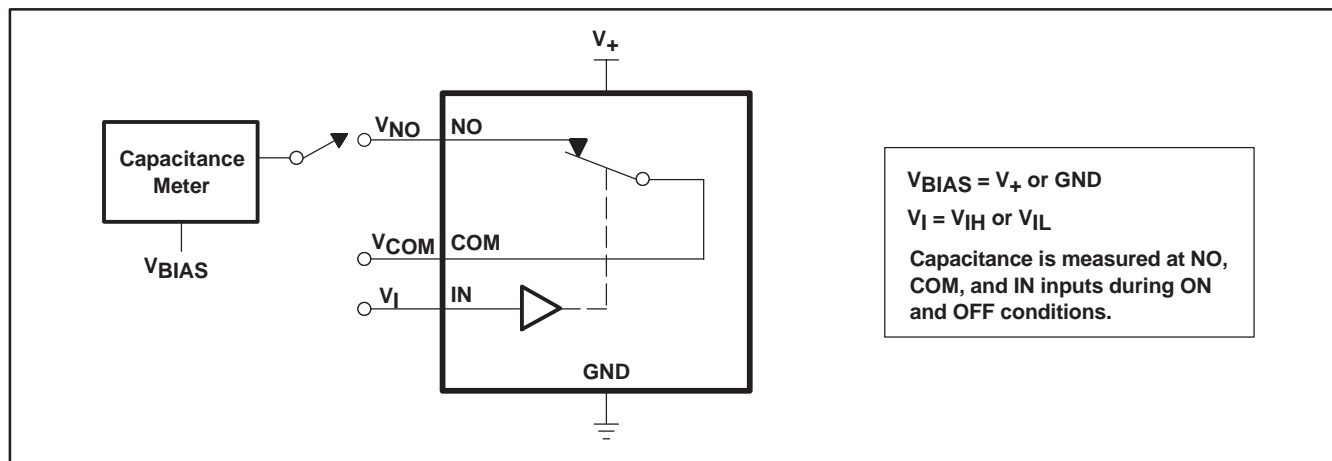 V+
VNO NO
Capacitance
Meter
VBIAS
VCOM COM
VI IN
GND
VBIAS = V+ or GND
VI = VIH or VIL
Capacitance is measured at NO,
COM, and IN inputs during ON
and OFF conditions.